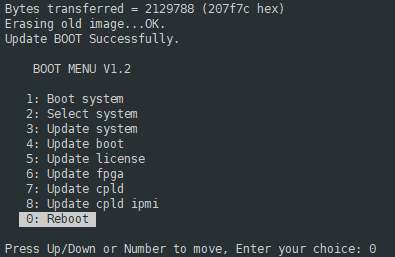 Bytes transferred = 2129788 (207f7c hex)
Erasing old image...OK.
Update BOOT Successfully.
BOOT MENU V1.2
1: Boot system
2: Select system
3: Update system
4: Update boot
5: Update license
6: Update fpga
7: Update cpld
8: Update cpld ipmi
0: Reboot
Press Up/Down or Number to move, Enter your choice: 0